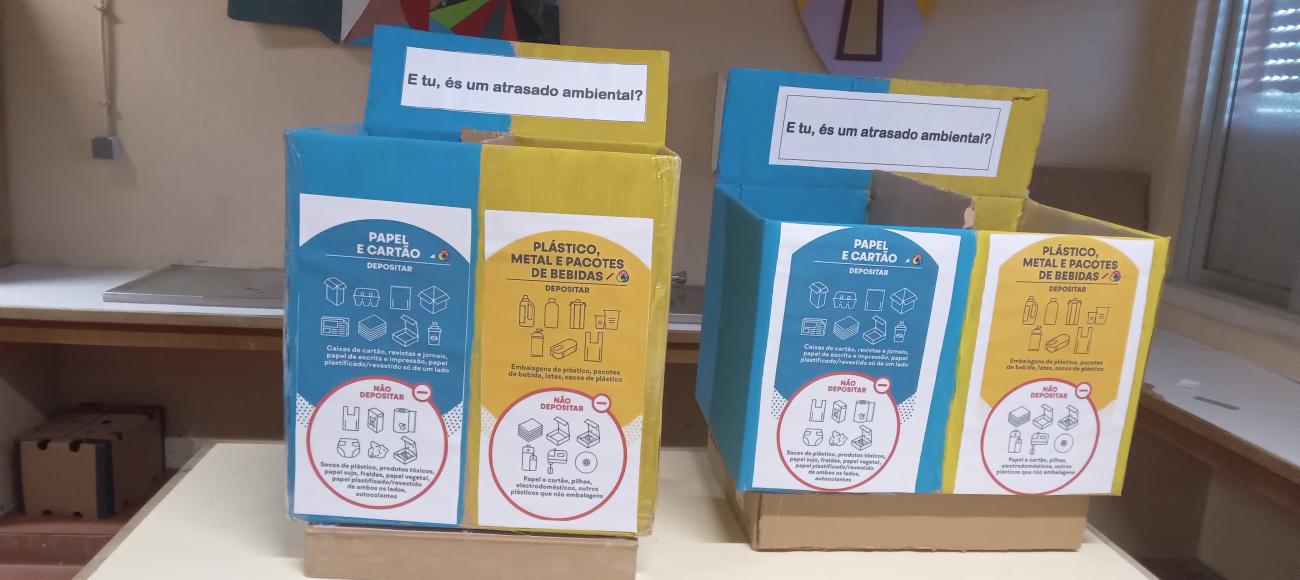 E tu, és um atrasado ambiental?
PAPEL
E CARTÃO
DEPOSITAR
Caixas de cartão, revistas e jornais,
papel de escrita e impressão, papel
plastificado/revestido só de um lado
NÃO
DEPOSITAR
Sacos de plástico, produtos tóxicos,
papel sujo, fraldas, papel vegetal,
papel plastificado/revestido
de ambos os lados,
autocolantes
PLÁSTICO,
METAL E PACOTES
DE BEBIDAS
DEPOSITAR
Embalagens de plástico, pacotes
de bebida, latas, sacos de plástico
NÃO
DEPOSITAR
Papel e cartão, pilhas,
electrodomésticos, outros
plásticos que não embalagens
E tu, és um atrasado ambiental?
PAPEL
E CARTÃO
DEPOSITAR
Caixas de cartão, revistas e jornais,
papel de escrita e impressão, papel
plastificado/revestido só de um lado
NÃO
DEPOSITAR
Sacos de plástico, produtos tóxicos,
papel sujo, fraldas, papel vegetal,
papel plastificado/revestido
de ambos os lados,
autocolantes
PLÁSTICO,
METAL E PACOTES
DE BEBIDAS
DEPOSITAR
Embalagens de plástico, pacotes
de bebida, latas, sacos de plástico
NÃO
DEPOSITAR
Papel e cartão, pilhas,
electrodomésticos, outros
plásticos que não embalagens